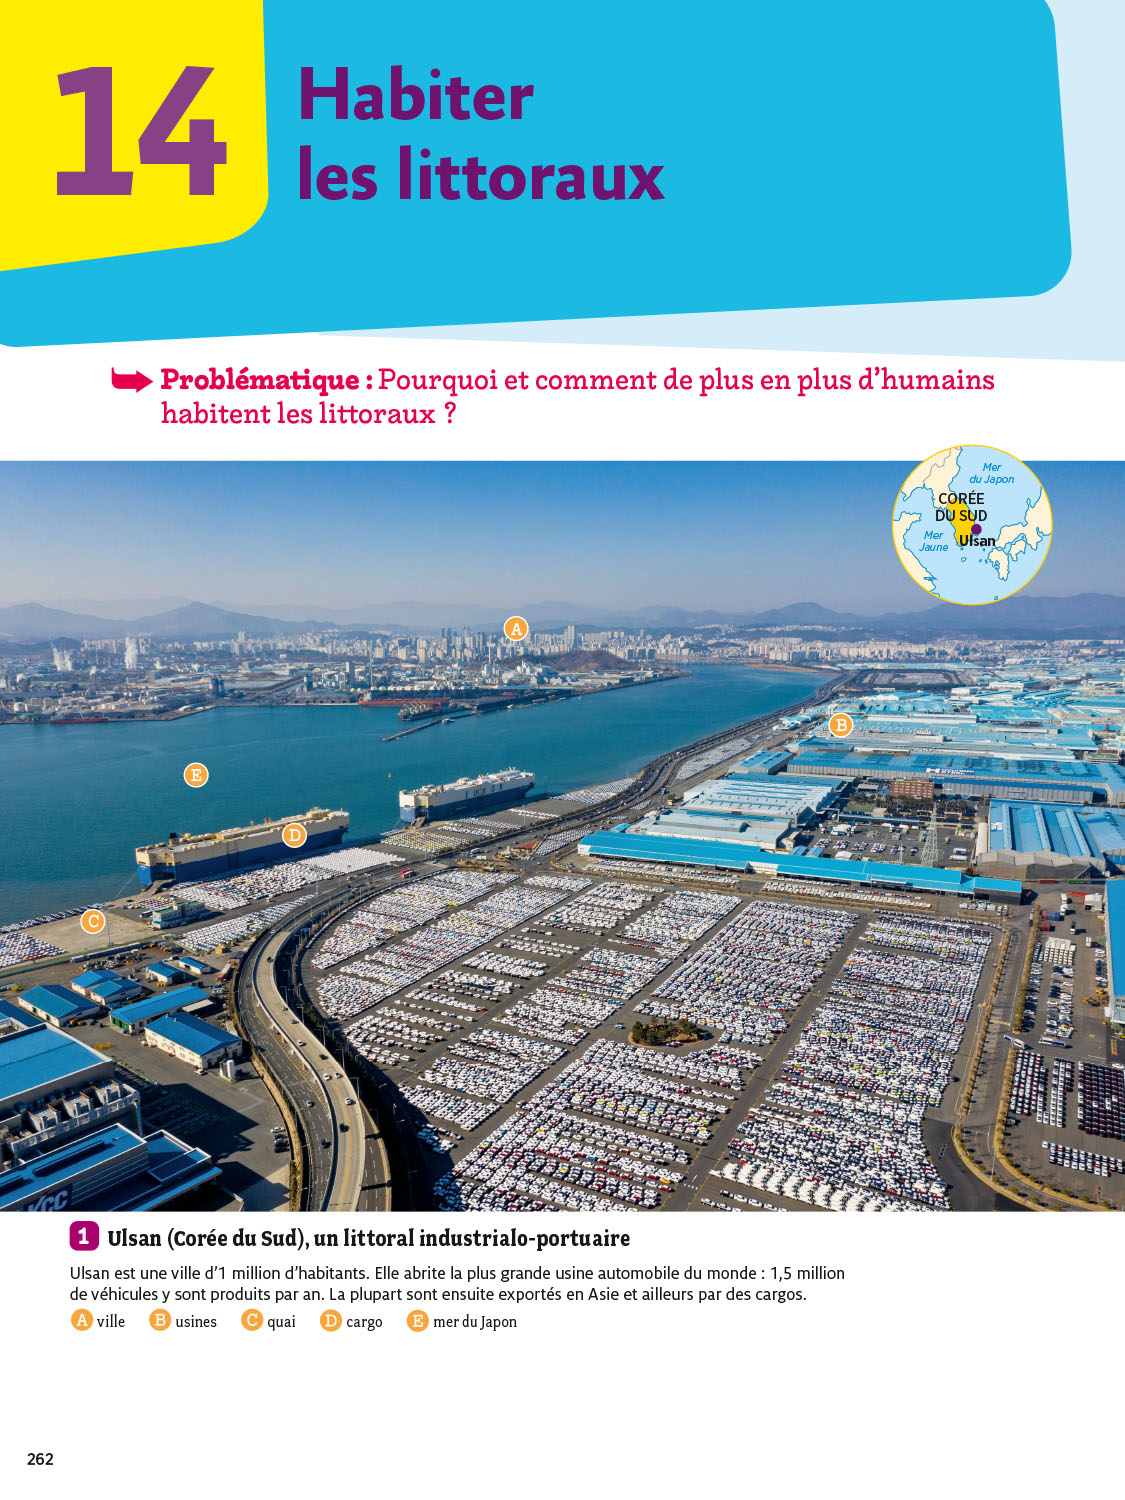 14
Habiter
les littoraux
Problématique : Pourquoi et comment de plus en plus d’humains
habitent les littoraux ?
Mer
du Japon
CORÉE
DU SUD
Mer
Jaune
Ulsan
A
B
E
D
C
KCC
1 Ulsan (Corée du Sud), un littoral industrialo-portuaire
Ulsan est une ville d’1 million d’habitants. Elle abrite la plus grande usine automobile du monde : 1,5 million
de véhicules y sont produits par an. La plupart sont ensuite exportés en Asie et ailleurs par des cargos.
A ville B usines C quai D cargo E mer du Japon
262